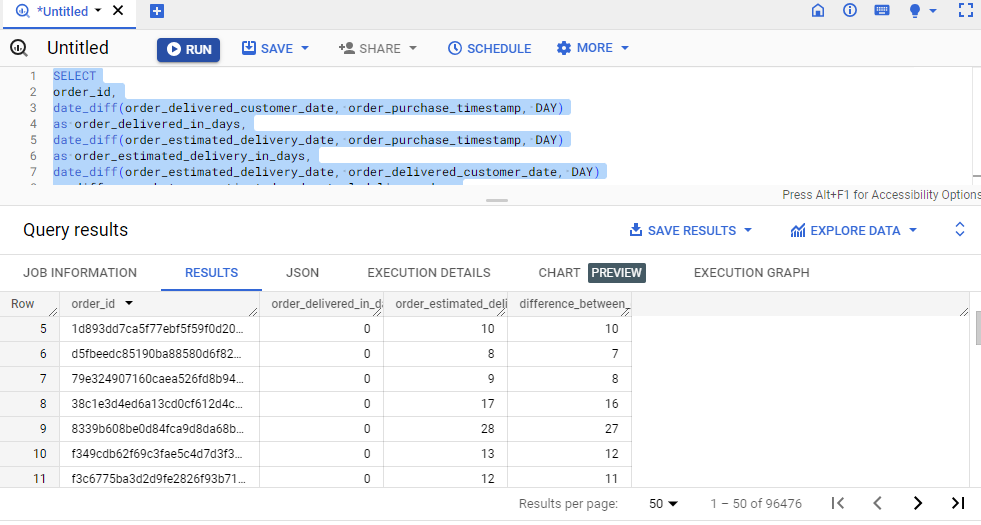 *Untitled
Untitled RUN SAVE SHARE SCHEDULE MORE
1 SELECT
2 order_id,
3 date_diff(order_delivered_customer_date, order_purchase_timestamp, DAY)
4 as order_delivered_in_days,
5 date_diff(order_estimated_delivery_date, order_purchase_timestamp, DAY)
6 as order_estimated_delivery_in_days,
7 date_diff(order_estimated_delivery_date, order_delivered_customer_date, DAY)
Press Alt+F1 for Accessibility Options
Query results SAVE RESULTS EXPLORE DATA
JOB INFORMATION RESULTS JSON EXECUTION DETAILS CHART PREVIEW EXECUTION GRAPH
Row order_id order_delivered_in_d order_estimated_deli difference_between_
5 1d893dd7ca5f77ebf5f59f0d20... 0 10 10
6 d5fbeedc85190ba88580d6f82... 0 8 7
7 79e324907160caea526fd8b94... 0 9 8
8 38c1e3d4ed6a13cd0cf612d4c... 0 17 16
9 8339b608be0d84fca9d8da68b... 0 28 27
10 f349cdb62f69c3fae5c4d7d3f3... 0 13 12
11 f3c6775ba3d2d9fe2826f93b71... 0 12 11
Results per page: 50 1 – 50 of 96476